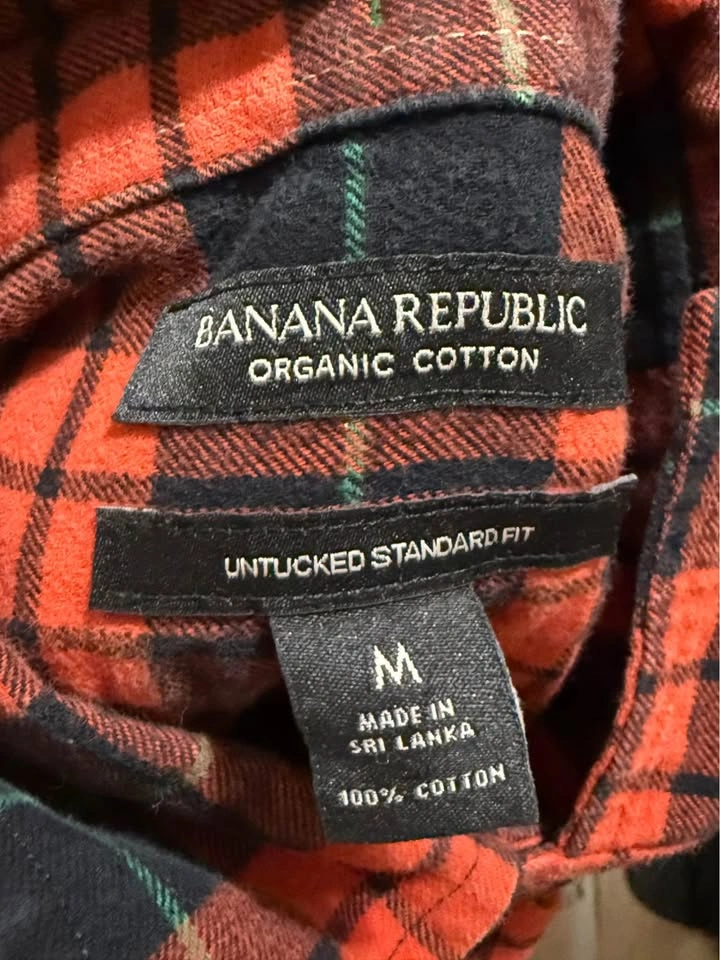 BANANA REPUBLIC
ORGANIC COTTON
UNTUCKED STANDARD FIT
M
MADE IN
SRI LANKA
100% COTTON